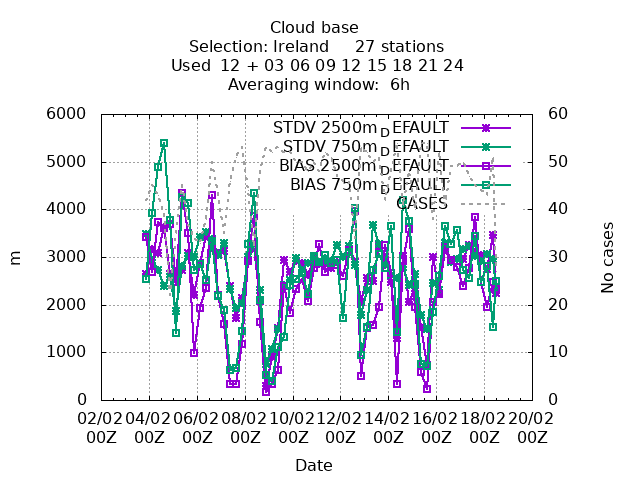 Cloud base
Selection: Ireland 27 stations
Used 12 + 03 06 09 12 15 18 21 24
Averaging window: 6h
6000
5000
4000
3000
2000
1000
0
m
60
50
40
30
20
10
0
No cases
STDV 2500m_DEFAULT
STDV 750m_DEFAULT
BIAS 2500m_DEFAULT
BIAS 750m_DEFAULT
CASES
02/02 04/02 06/02 08/02 10/02 12/02 14/02 16/02 18/02 20/02
00Z 00Z 00Z 00Z 00Z 00Z 00Z 00Z 00Z 00Z
Date